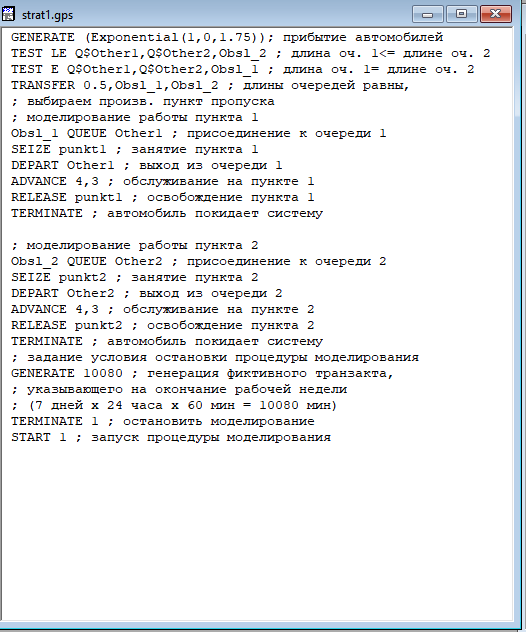 strat1.gps
GENERATE (Exponential(1,0,1.75)); прибытие автомобилей
TEST LE Q$Other1,Q$Other2,Obsl_2 ; длина оч. 1<= длине оч. 2
TEST E Q$Other1,Q$Other2,Obsl_1 ; длина оч. 1= длине оч. 2
TRANSFER 0.5,Obsl_1,Obsl_2 ; длины очередей равны,
; выбираем произв. пункт пропуска
; моделирование работы пункта 1
Obsl_1 QUEUE Other1 ; присоединение к очереди 1
SEIZE punkt1 ; занятие пункта 1
DEPART Other1 ; выход из очереди 1
ADVANCE 4,3 ; обслуживание на пункте 1
RELEASE punkt1 ; освобождение пункта 1
TERMINATE ; автомобиль покидает систему
; моделирование работы пункта 2
Obsl_2 QUEUE Other2 ; присоединение к очереди 2
SEIZE punkt2 ; занятие пункта 2
DEPART Other2 ; выход из очереди 2
ADVANCE 4,3 ; обслуживание на пункте 2
RELEASE punkt2 ; освобождение пункта 2
TERMINATE ; автомобиль покидает систему
; задание условия остановки процедуры моделирования
GENERATE 10080 ; генерация фиктивного транзакта,
; указывающего на окончание рабочей недели
; (7 дней x 24 часа x 60 мин = 10080 мин)
TERMINATE 1 ; остановить моделирование
START 1 ; запуск процедуры моделирования